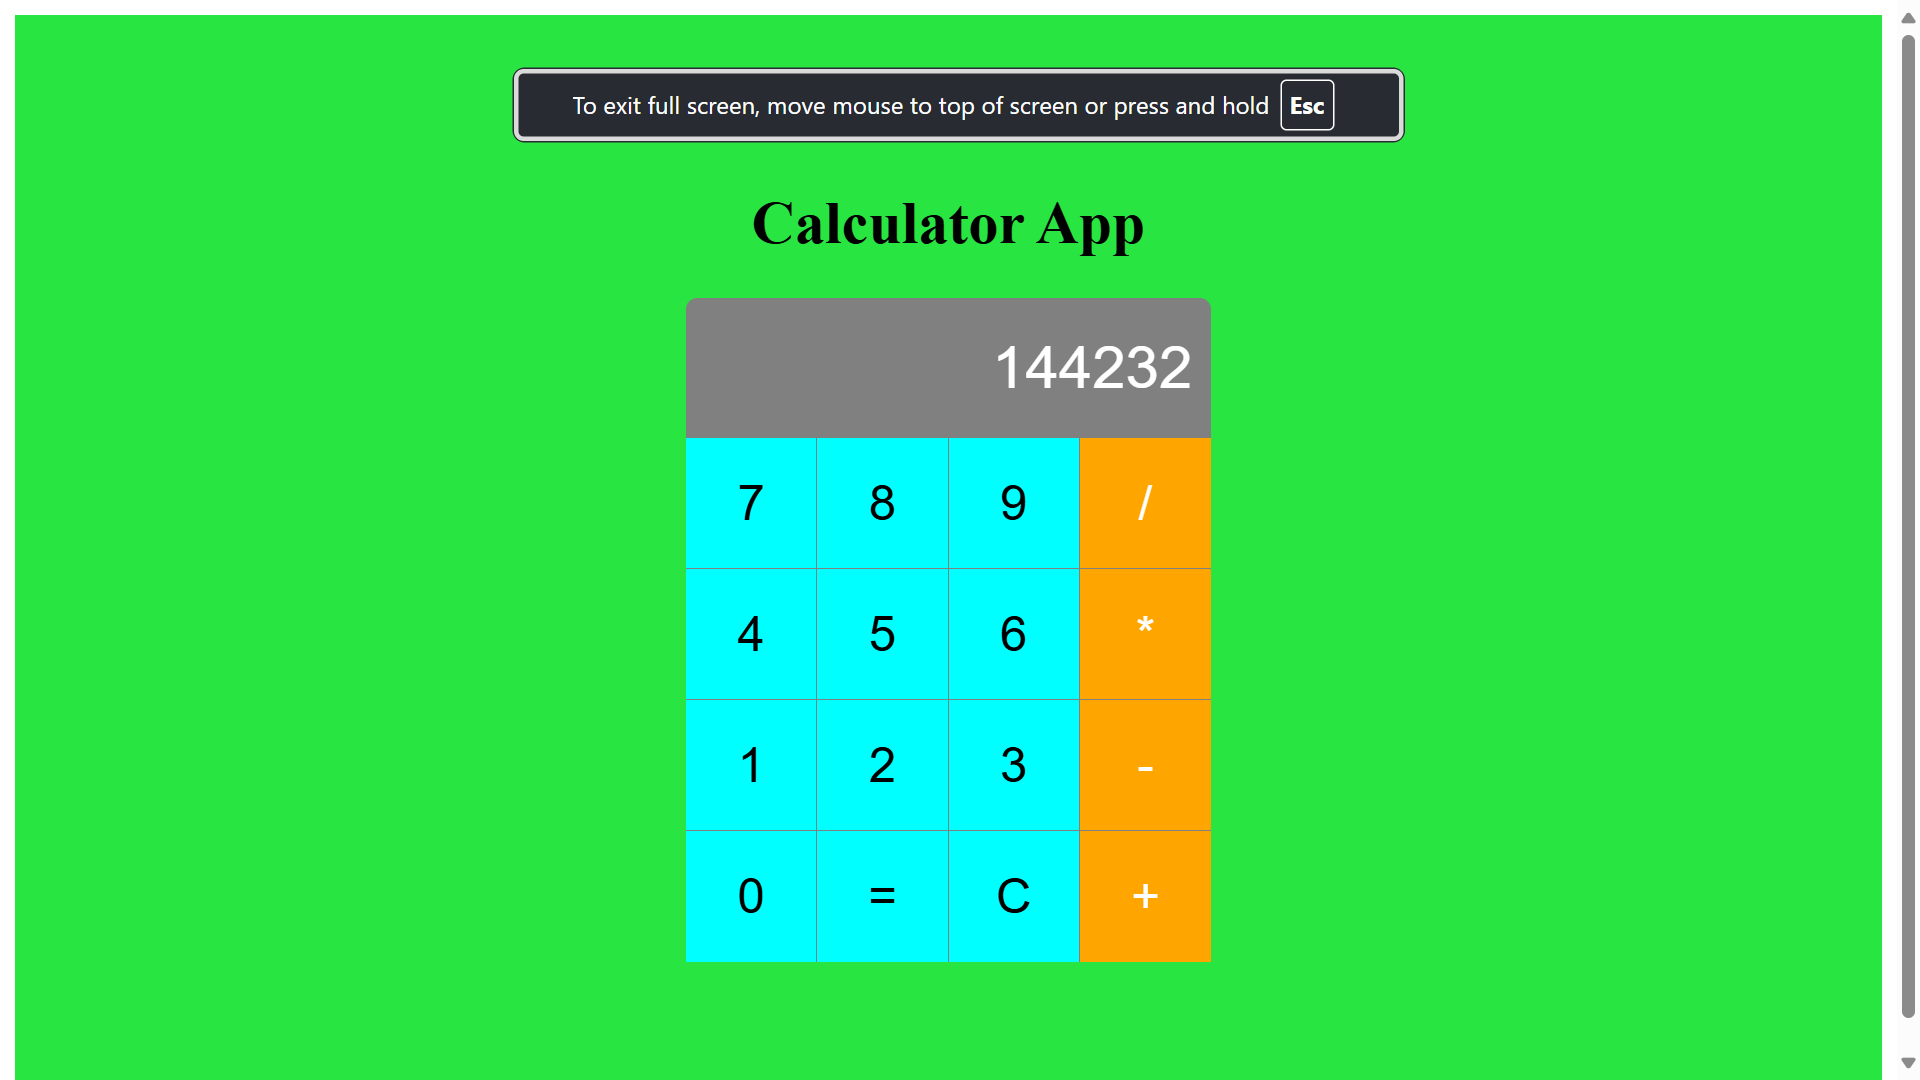 To exit full screen, move mouse to top of screen or press and hold Esc
Calculator App
144232
7 8 9 /
4 5 6 *
1 2 3 -
0 = C +